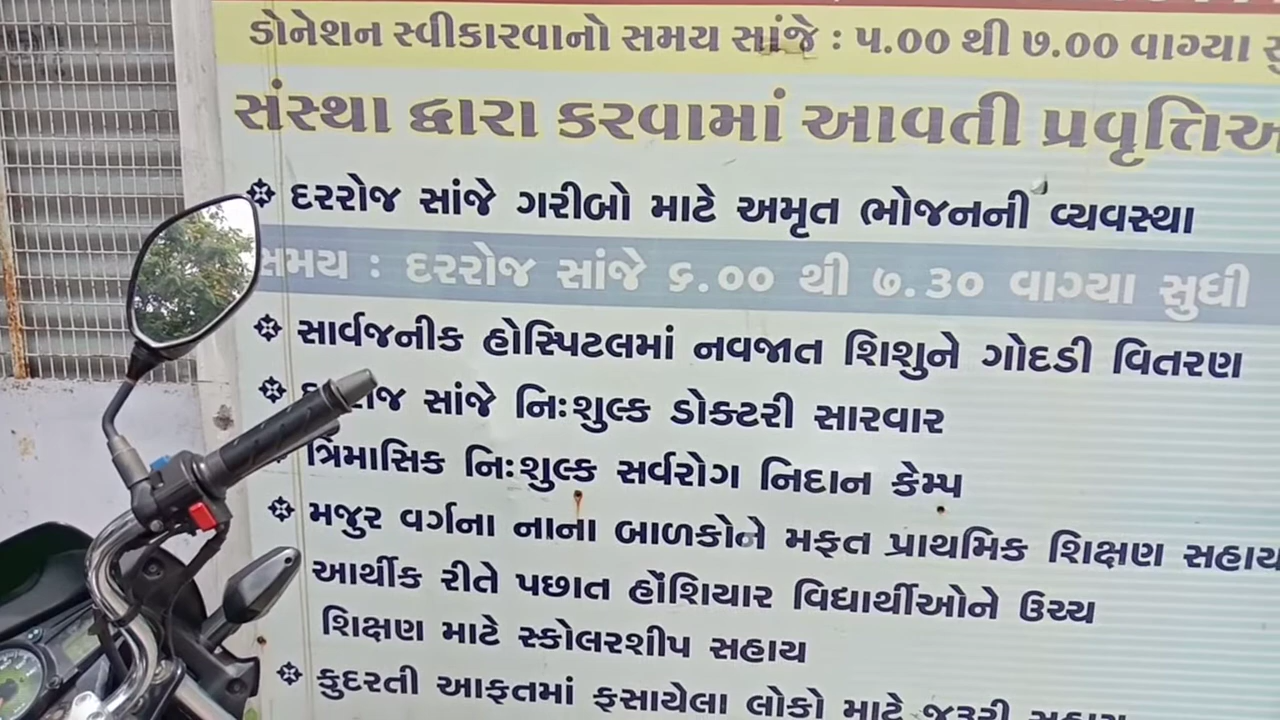 ડોનેશન સ્વીકારવાનો સમય સાંજે : ૫.૦૦ થી ૭.૦૦ વાગ્યા
સંસ્થા દ્વારા કરવામાં આવતી
દરરોજ સાંજે ગરીબો માટે અમૃત ભોજનની વ્યવસ્થા
સમય : દરરોજ સાંજે ૬.૦૦ થી ૭.૩૦ વાગ્યા સુધી
સાર્વજનીક હોસ્પિટલમાં નવજાત શિશુને ગોદડી વિતરણ
સાંજે નિઃશુલ્ક ડોક્ટરી સારવાર
ત્રિમાસિક નિઃશુલ્ક સર્વરોગ નિદાન કેમ્પ
મજુર વર્ગના નાના બાળકોને મફત પ્રાથમિક શિક્ષણ સહાય
આર્થીક રીતે પછાત હોંશિયાર વિદ્યાર્થીઓને ઉચ્ચ
શિક્ષણ માટે સ્કોલરશીપ સહાય
કુદરતી આફતમાં ફસાયેલા લોકો માટે જરૂરી